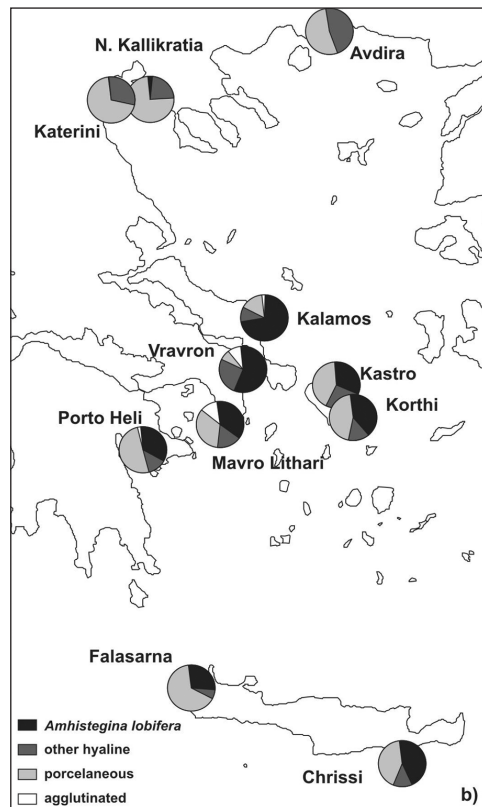 N. Kallikratia
Avdira
Katerini
Kalamos
Vravron
Kastro
Porto Heli
Korthi
Mavro Lithari
Falasarna
Chrissi
Amhistegina lobifera
other hyaline
porcelaneous
agglutinated
b)